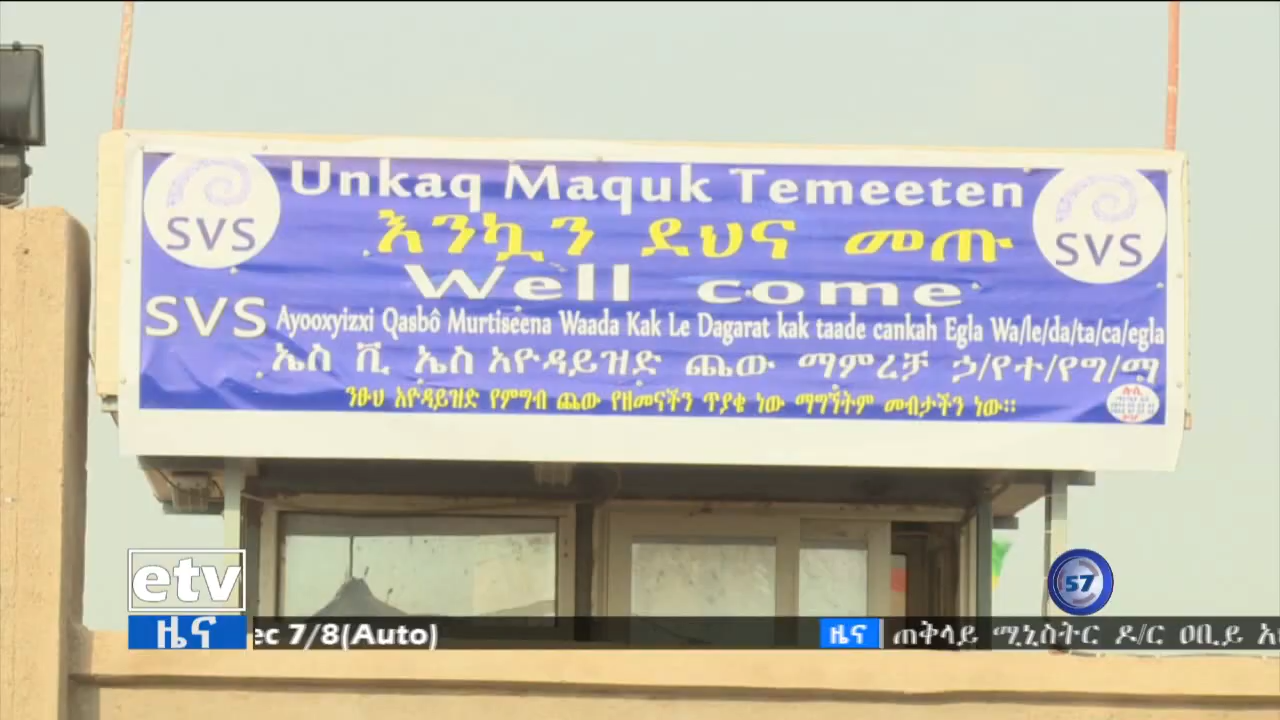 Unkaq Maquk Temeeten
SVS
SVS
እንኳን ደህና መጡ
Well come
SVS Ayooxyizxi Qasbô Murtiseena Waada Kak Le Dagarat kak taade cankah Egla Wa/le/da/ta/ca/egla
ኤስ ቪ ኤስ አዮዳይዝድ ጨው ማምረቻ ኃ/የተ/የግ/ማ
ንፁህ አዮዳይዝድ የምግብ ጨው የዘመናችን ጥያቄ ነው ማግኘትም መብታችን ነው።
etv
57
ዜና ec 7/8(Auto)
ዜና ጠቅላይ ሚኒስትር ዶ/ር ዐቢይ